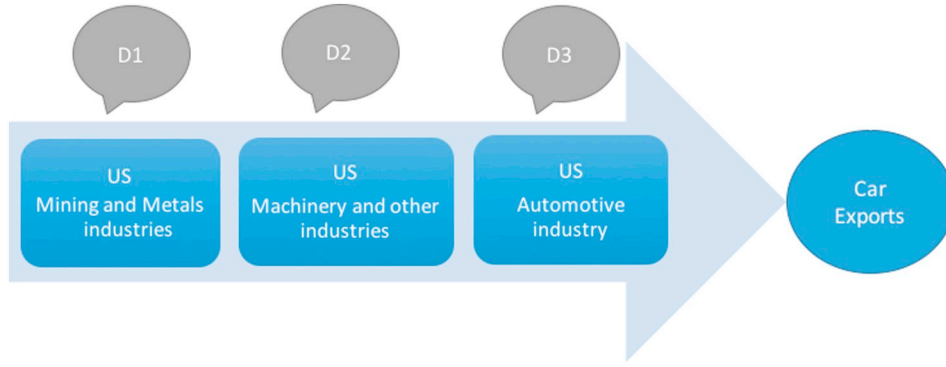 D1
D2
D3
US
Mining and Metals
industries
US
Machinery and other
industries
US
Automotive
industry
Car
Exports